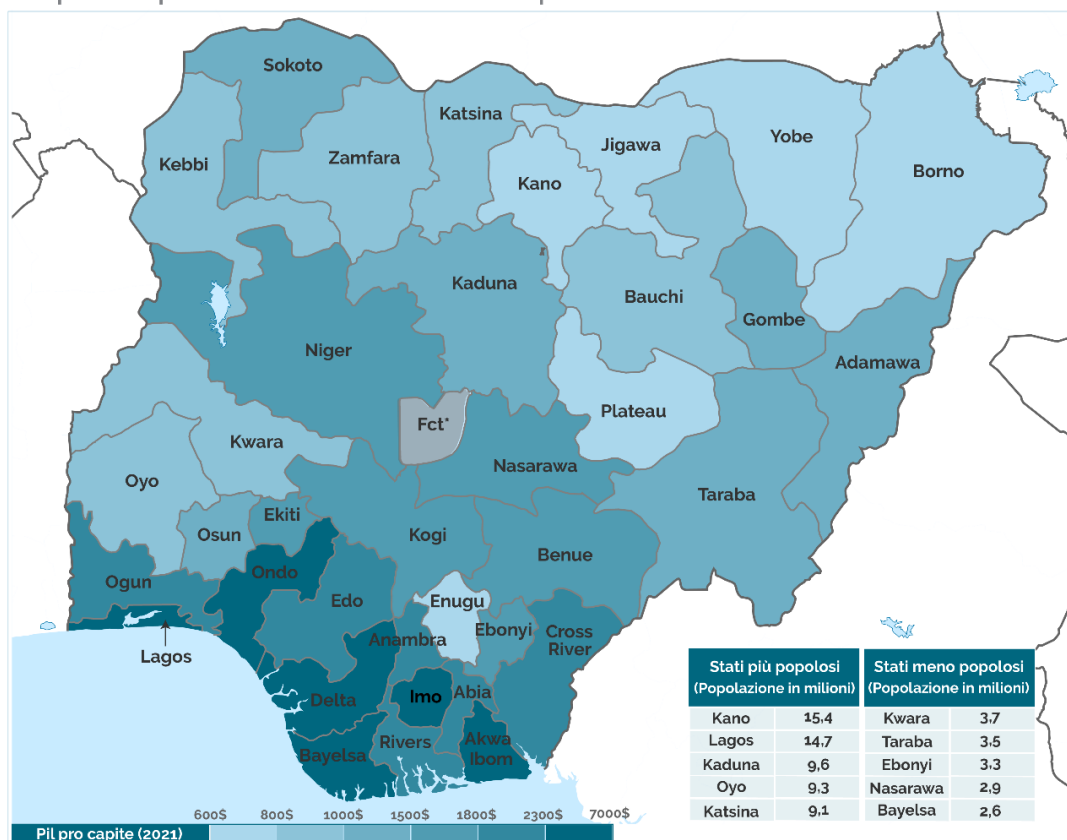 Sokoto
Katsina
Kebbi
Zamfara
Jigawa
Yobe
Kano
Borno
Kaduna
Bauchi
Gombe
Niger
Adamawa
Plateau
Fct*
Kwara
Nasarawa
Oyo
Taraba
Osun
Ekiti
Kogi
Benue
Ogun
Ondo
Edo
Enugu
Anambra
Ebonyi
Cross
River
Lagos
Delta
Imo
Abia
Bayelsa
Rivers
Akwa
Ibom
Stati più popolosi
(Popolazione in milioni)
Kano 15,4
Lagos 14,7
Kaduna 9,6
Oyo 9,3
Katsina 9,1
Stati meno popolosi
(Popolazione in milioni)
Kwara 3,7
Taraba 3,5
Ebonyi 3,3
Nasarawa 2,9
Bayelsa 2,6
600$ 800$ 1000$ 1500$ 1800$ 2300$ 7000$
Pil pro capite (2021)